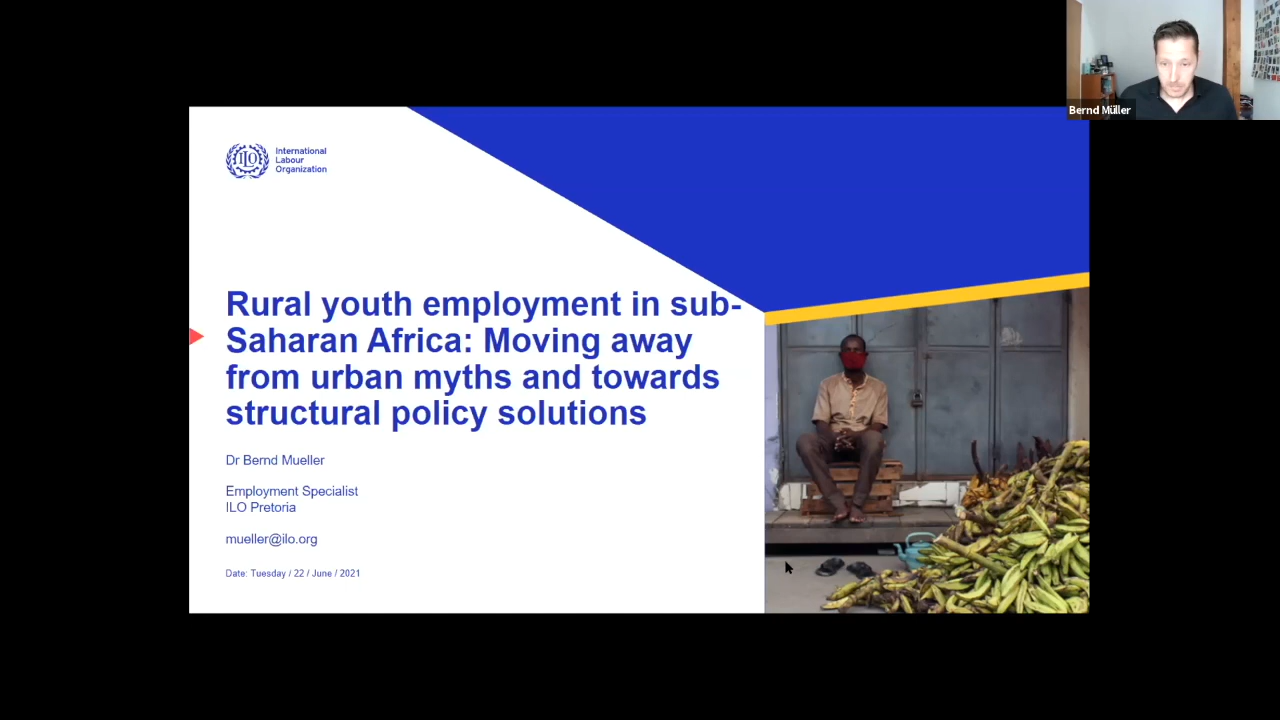 Bernd Müller
ILO
International
Labour
Organization
Rural youth employment in sub-
Saharan Africa: Moving away
from urban myths and towards
structural policy solutions
Dr Bernd Mueller
Employment Specialist
ILO Pretoria
mueller@ilo.org
Date: Tuesday / 22 / June / 2021